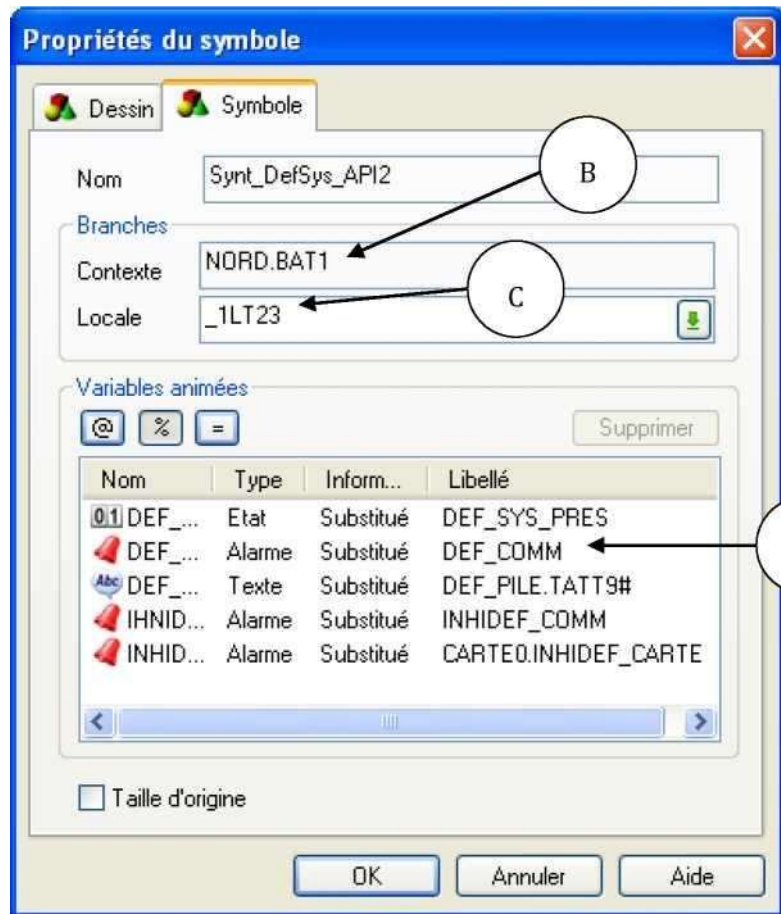 Propriétés du symbole
Dessin Symbole
Nom Synt_DefSys_API2
B
Branches
Contexte NORD.BAT1
C
Locale _1LT23
Variables animées
@ % = Supprimer
Nom Type Inform... Libellé
01 DEF_... Etat Substitué DEF_SYS_PRES
DEF_... Alarme Substitué DEF_COMM
Abc DEF_... Texte Substitué DEF_PILE.TATT9#
IHNID... Alarme Substitué INHIDEF_COMM
INHID... Alarme Substitué CARTE0.INHIDEF_CARTE
Taille d'origine
OK Annuler Aide